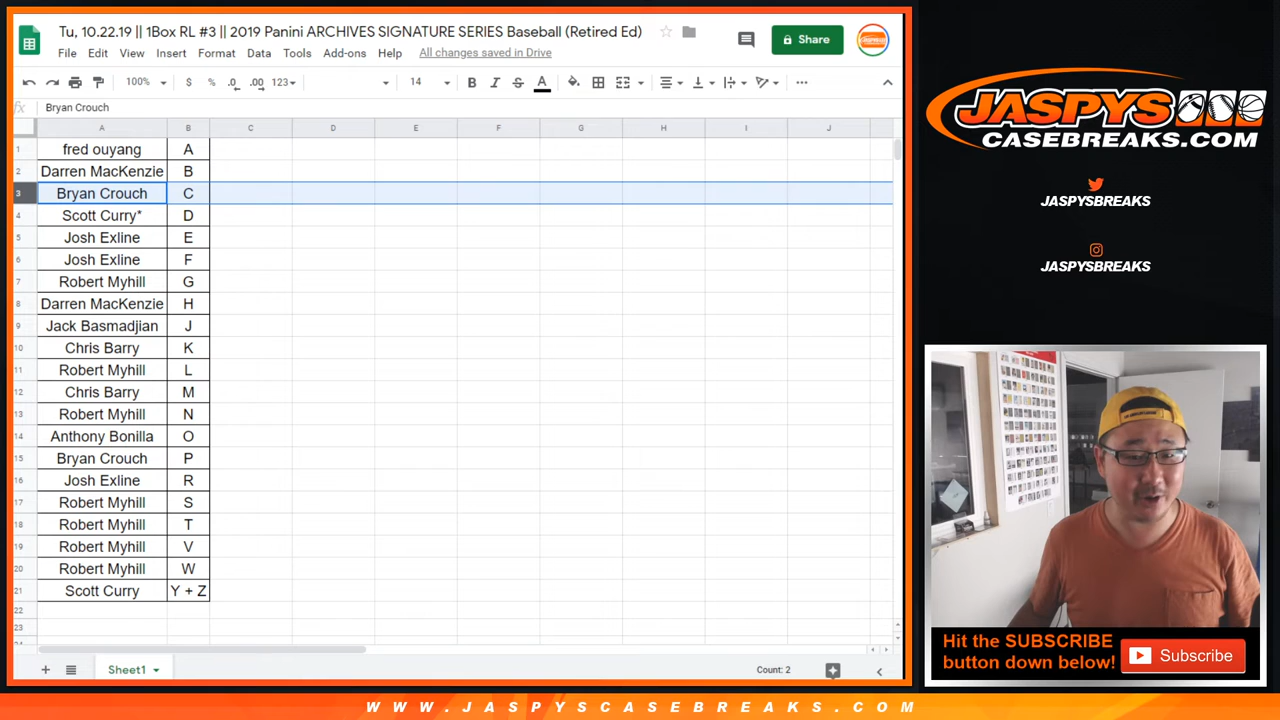 Tu, 10.22.19 || 1Box RL #3 || 2019 Panini ARCHIVES SIGNATURE SERIES Baseball (Retired Ed)
File Edit View Insert Format Data Tools Add-ons Help All changes saved in Drive
Share
100% $ % .0 .00 123 14 B I S A
fx Bryan Crouch
A B C D E F G H I J
1 fred ouyang A
2 Darren MacKenzie B
3 Bryan Crouch C
4 Scott Curry* D
5 Josh Exline E
6 Josh Exline F
7 Robert Myhill G
8 Darren MacKenzie H
9 Jack Basmadjian J
10 Chris Barry K
11 Robert Myhill L
12 Chris Barry M
13 Robert Myhill N
14 Anthony Bonilla O
15 Bryan Crouch P
16 Josh Exline R
17 Robert Myhill S
18 Robert Myhill T
19 Robert Myhill V
20 Robert Myhill W
21 Scott Curry Y + Z
22
23
Sheet1 Count: 2
JASPYS
CASEBREAKS.COM
JASPYSBREAKS
JASPYSBREAKS
Hit the SUBSCRIBE
button down below!
Subscribe
WWW.JASPYSCASEBREAKS.COM